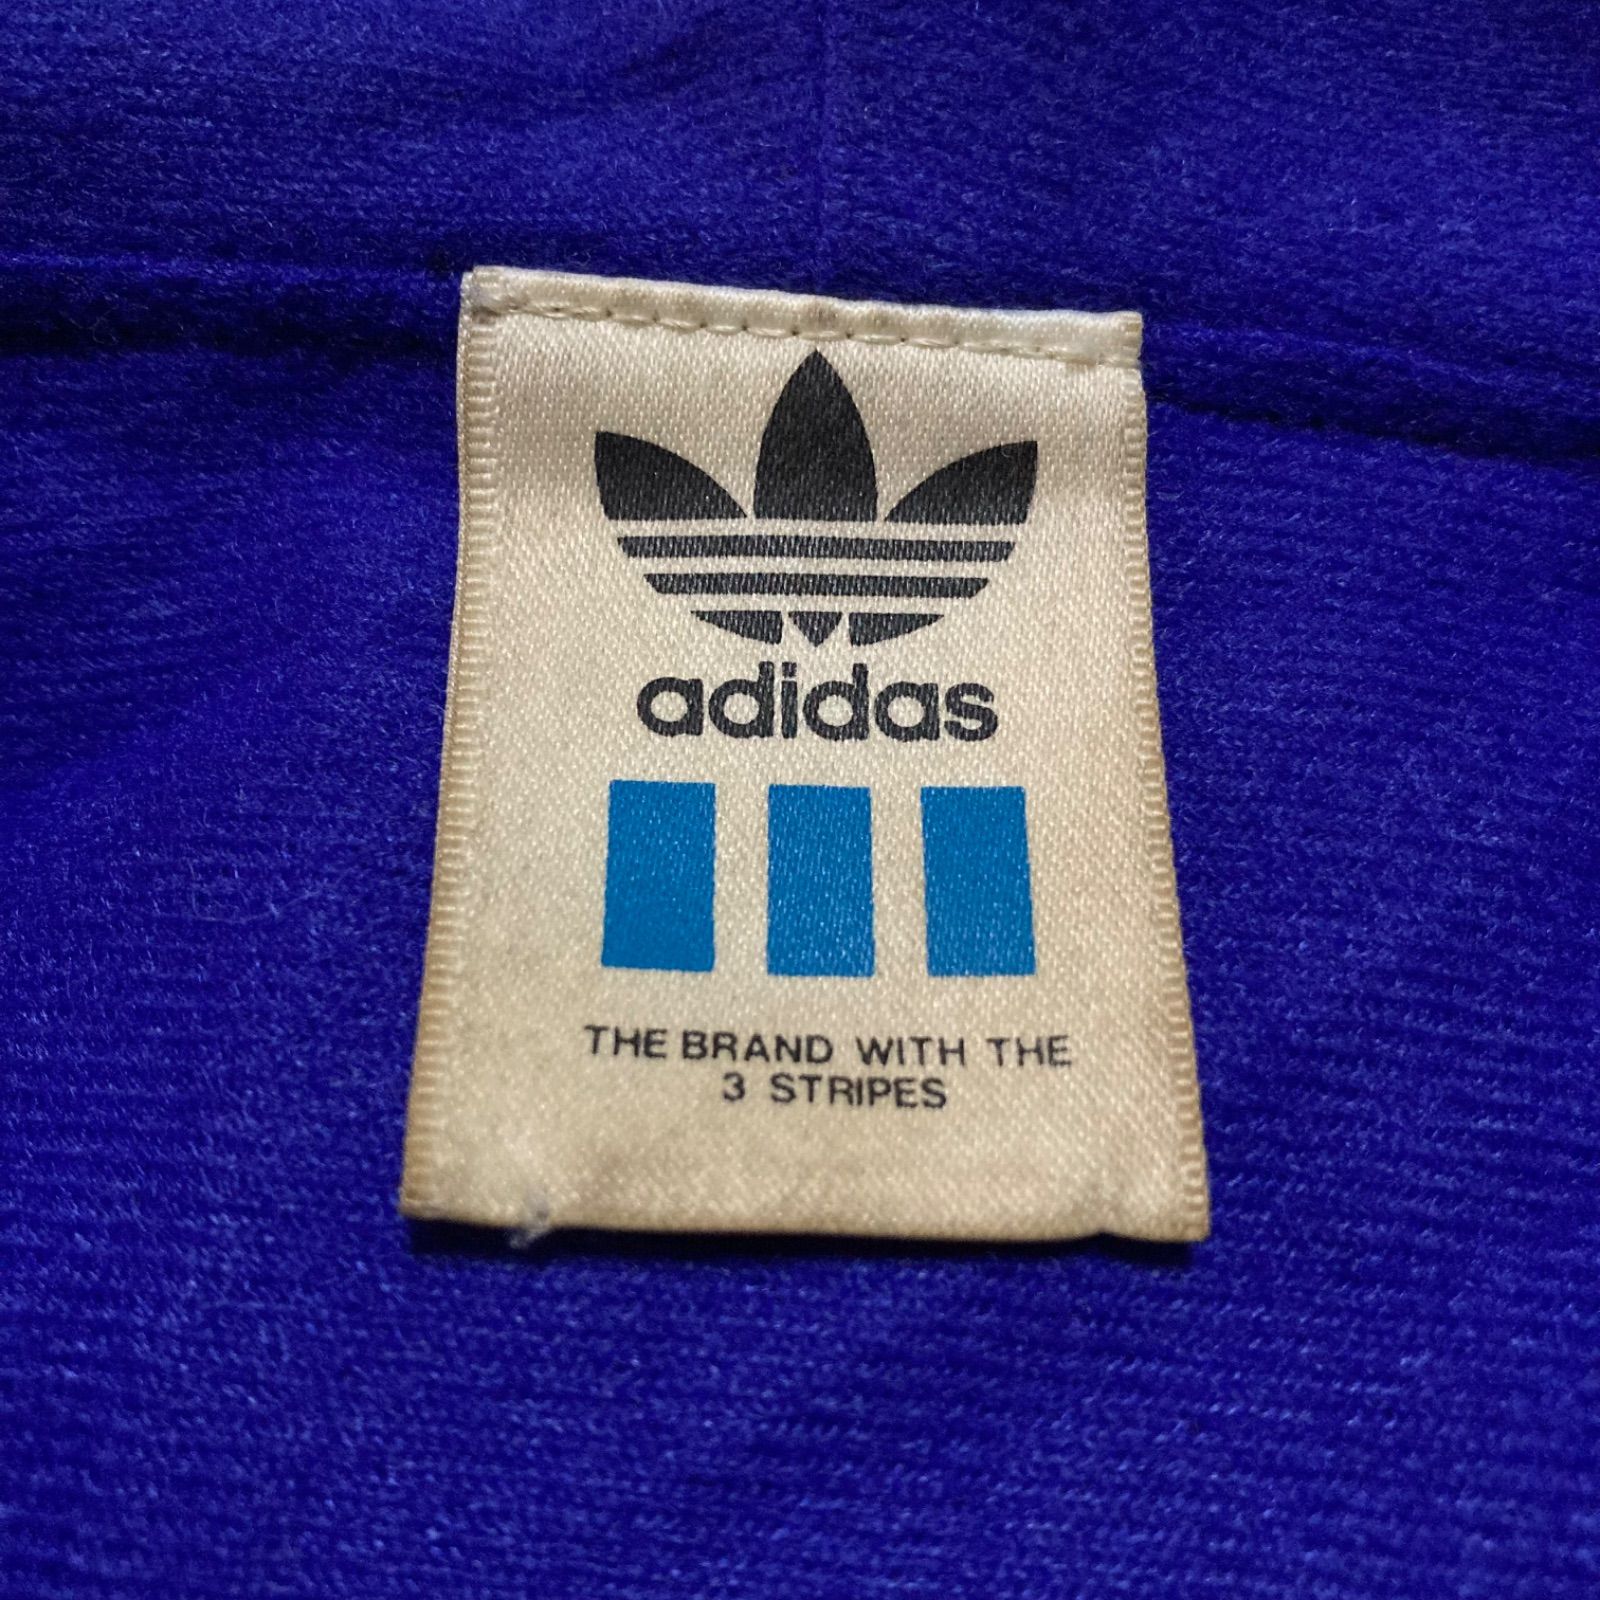 adidas
THE BRAND WITH THE
3 STRIPES